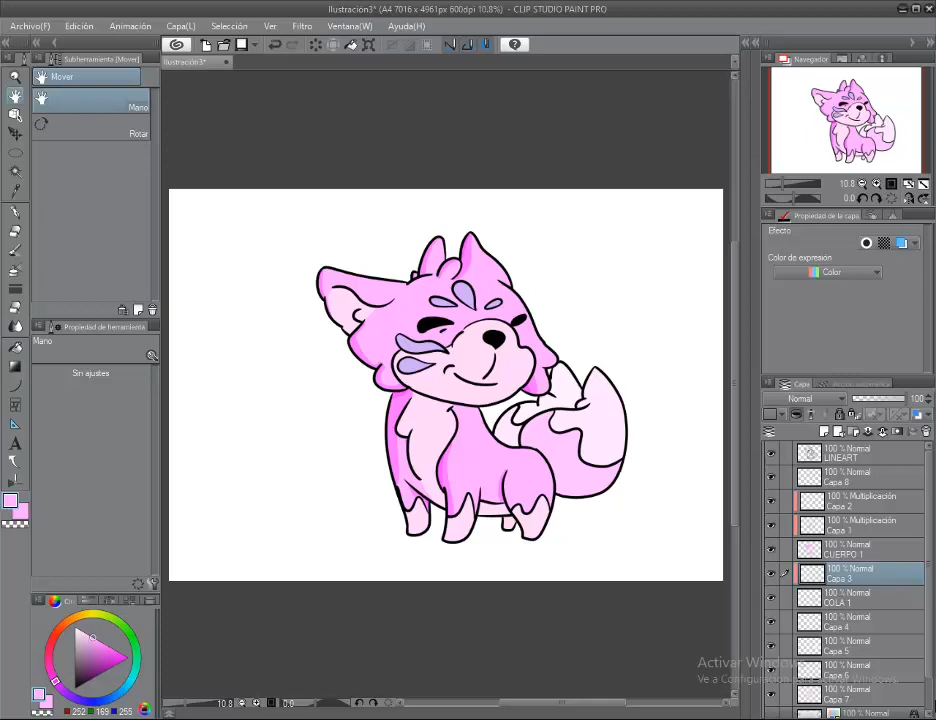 Ilustración3* (A4 7016 x 4961px 600dpi 10.8%) - CLIP STUDIO PAINT PRO
Archivo(F) Edición Animación Capa(L) Selección Ver Filtro Ventana(W) Ayuda(H)
Subherramienta [Mover]
Ilustración3*
Navegador
Mover
Mano
Rotar
10.8
0.0
Propiedad de la capa
Efecto
Color de expresión
Color
Propiedad de herramienta
Mano
Sin ajustes
Capa
Normal
100
100 % Normal
LINEART
100 % Normal
Capa 8
100 % Multiplicación
Capa 2
100 % Multiplicación
Capa 1
100 % Normal
CUERPO 1
100 % Normal
Capa 3
100 % Normal
COLA 1
100 % Normal
Capa 4
100 % Normal
Capa 5
100 % Normal
Capa 6
100 % Normal
Capa 7
100 % Normal
Activar Windows
Ve a Configuración para activar Windows.
10.8
0.0
252 169 255